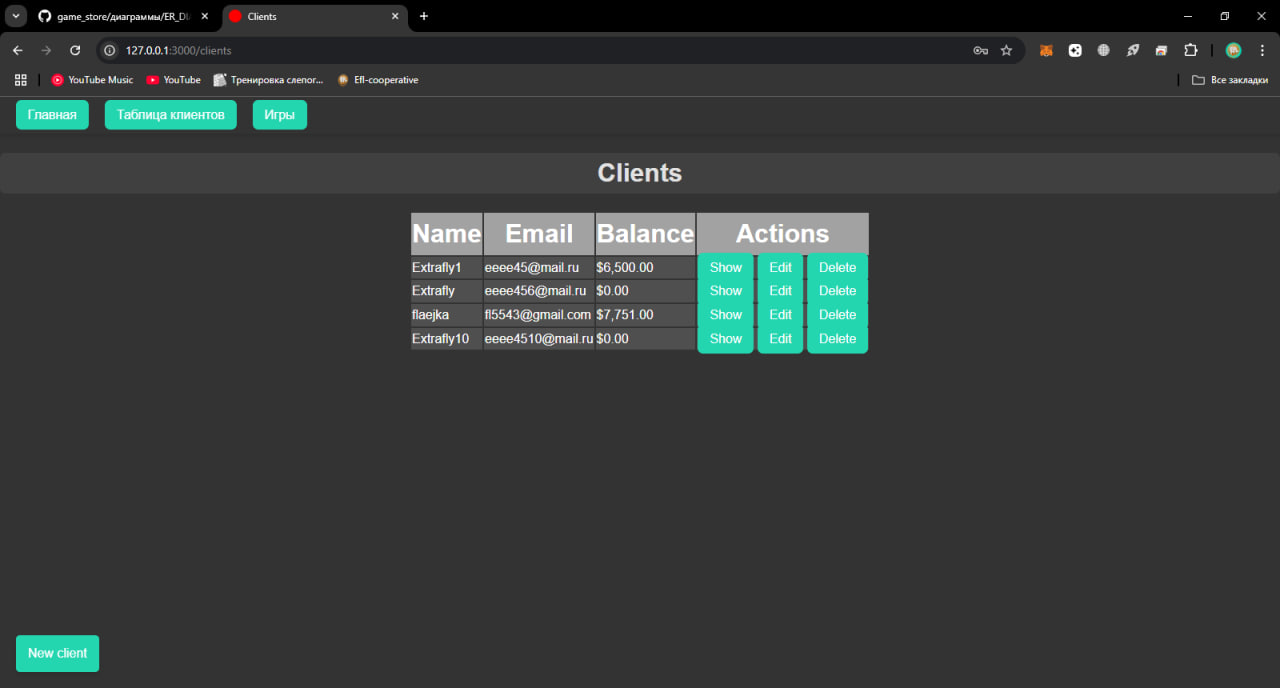 game_store/диаграммы/ER_DI
Clients
127.0.0.1:3000/clients
YouTube Music
YouTube
Тренировка слепог...
Efl-cooperative
Все закладки
Главная
Таблица клиентов
Игры
Clients
Name Email Balance Actions
Extrafly1 eeee45@mail.ru $6,500.00 Show Edit Delete
Extrafly eeee456@mail.ru $0.00 Show Edit Delete
flaejka fl5543@gmail.com $7,751.00 Show Edit Delete
Extrafly10 eeee4510@mail.ru $0.00 Show Edit Delete
New client